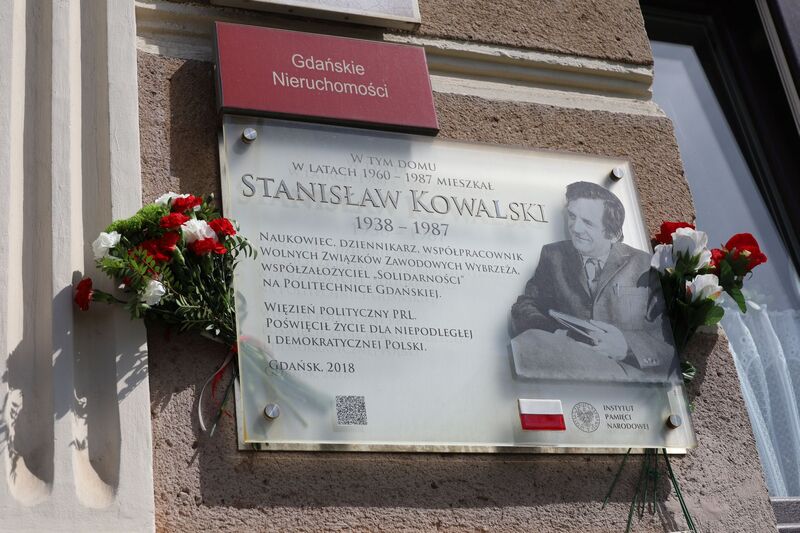 Gdańskie
Nieruchomości
W TYM DOMU
W LATACH 1960 – 1987 MIESZKAŁ
STANISŁAW KOWALSKI
1938 – 1987
NAUKOWIEC, DZIENNIKARZ, WSPÓŁPRACOWNIK
WOLNYCH ZWIĄZKÓW ZAWODOWYCH WYBRZEŻA,
WSPÓŁZAŁOŻYCIEL „SOLIDARNOŚCI”
NA POLITECHNICE GDAŃSKIEJ.
WIĘZIEŃ POLITYCZNY PRL.
POŚWIĘCIŁ ŻYCIE DLA NIEPODLEGŁEJ
I DEMOKRATYCZNEJ POLSKI.
GDAŃSK, 2018
INSTYTUT
PAMIĘCI
NARODOWEJ